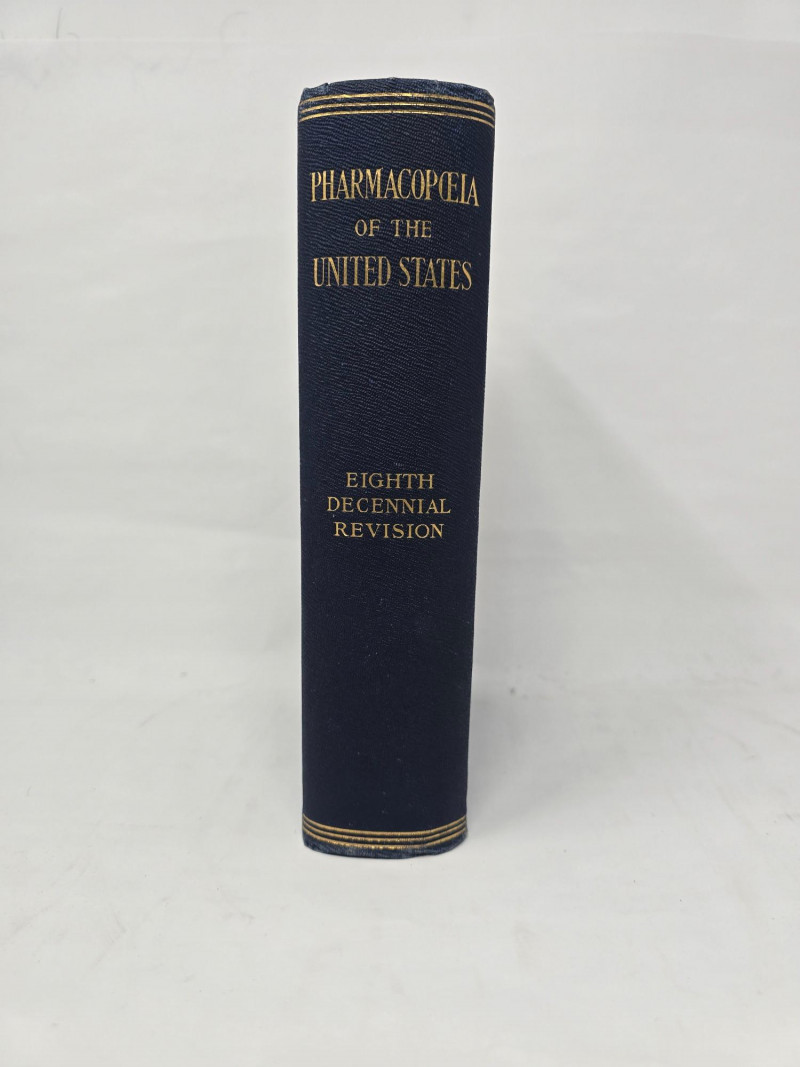 PHARMACOPŒIA
OF THE
UNITED STATES
EIGHTH
DECENNIAL
REVISION